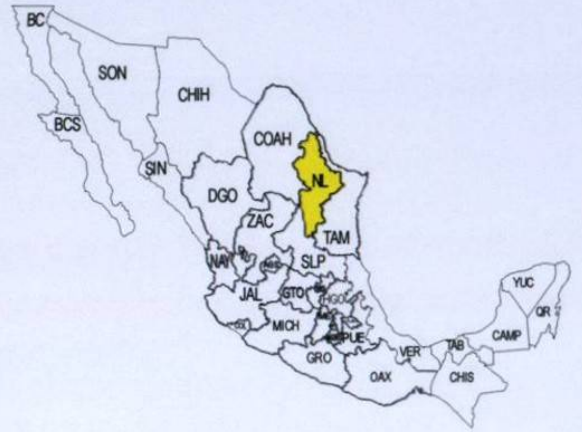 BC
SON
CHIH
COAH
BCS
SIN
NL
DGO
ZAC
TAM
NAY
SLP
JAL
GTO
HGO
MICH
PUE
GRO
VER
TAB
OAX
CHIS
CAMP
YUC
QR